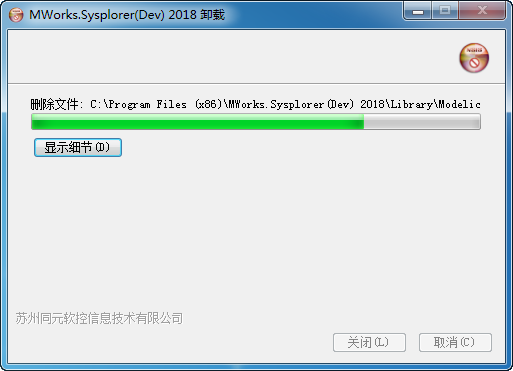 MWorks.Sysplorer(Dev) 2018 卸载
删除文件: C:\Program Files (x86)\MWorks.Sysplorer(Dev) 2018\Library\Modelic
显示细节(D)
苏州同元软控信息技术有限公司
关闭(L) 取消(C)